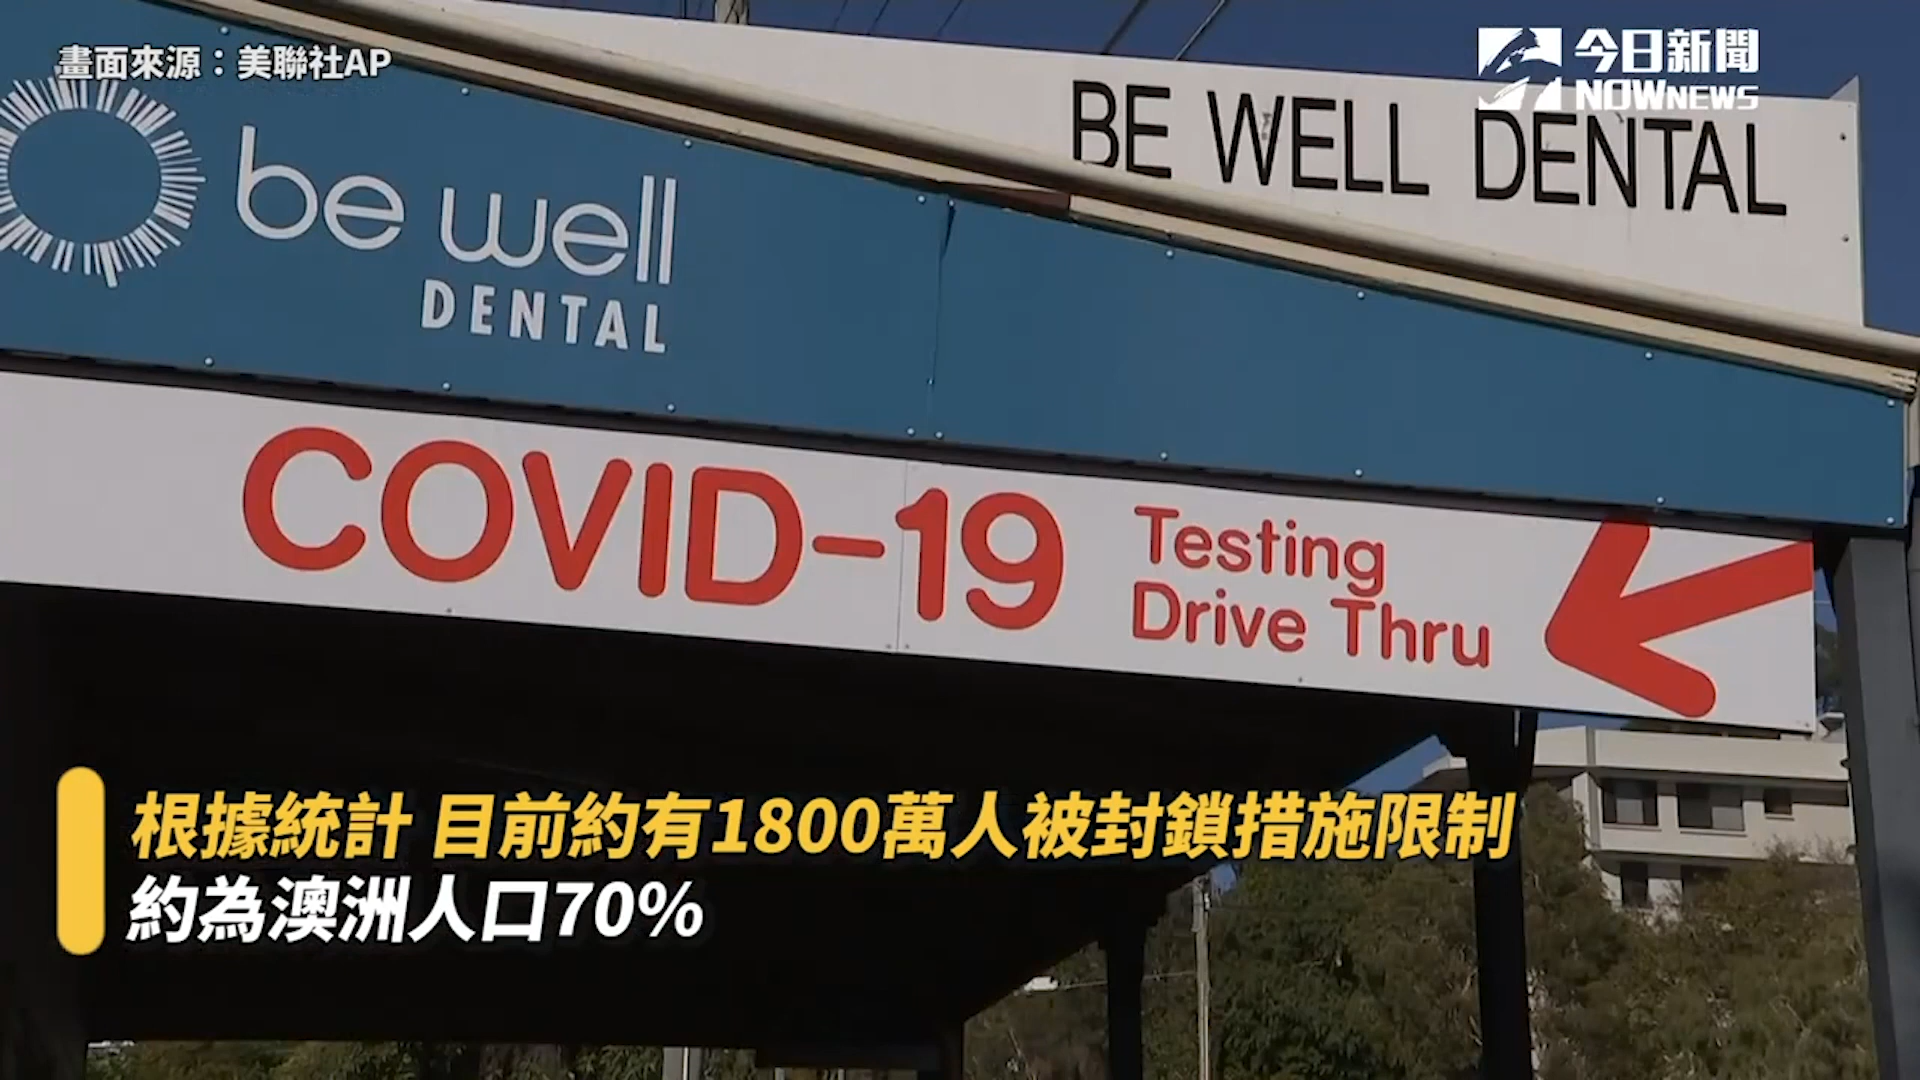 畫面來源：美聯社AP
今日新聞
NOWNEWS
BE WELL DENTAL
be well
DENTAL
COVID-19
Testing
Drive Thru
根據統計 目前約有1800萬人被封鎖措施限制
約為澳洲人口70%